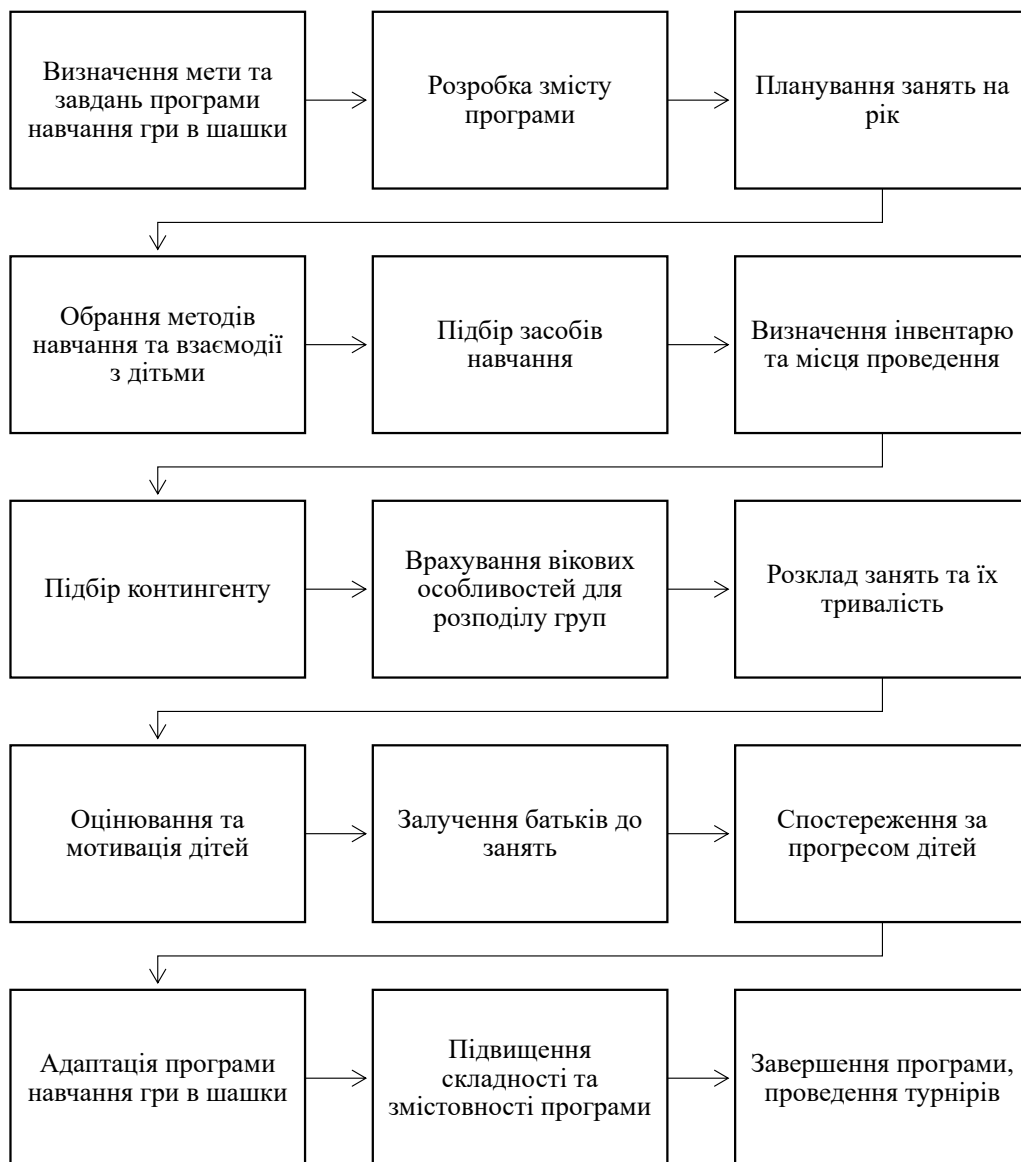 Визначення мети та
завдань програми
навчання гри в шашки
Розробка змісту
програми
Планування занять на
рік
Обрання методів
навчання та взаємодії
з дітьми
Підбір засобів
навчання
Визначення інвентарю
та місця проведення
Підбір контингенту
Врахування вікових
особливостей для
розподілу груп
Розклад занять та їх
тривалість
Оцінювання та
мотивація дітей
Залучення батьків до
занять
Спостереження за
прогресом дітей
Адаптація програми
навчання гри в шашки
Підвищення
складності та
змістовності програми
Завершення програми,
проведення турнірів